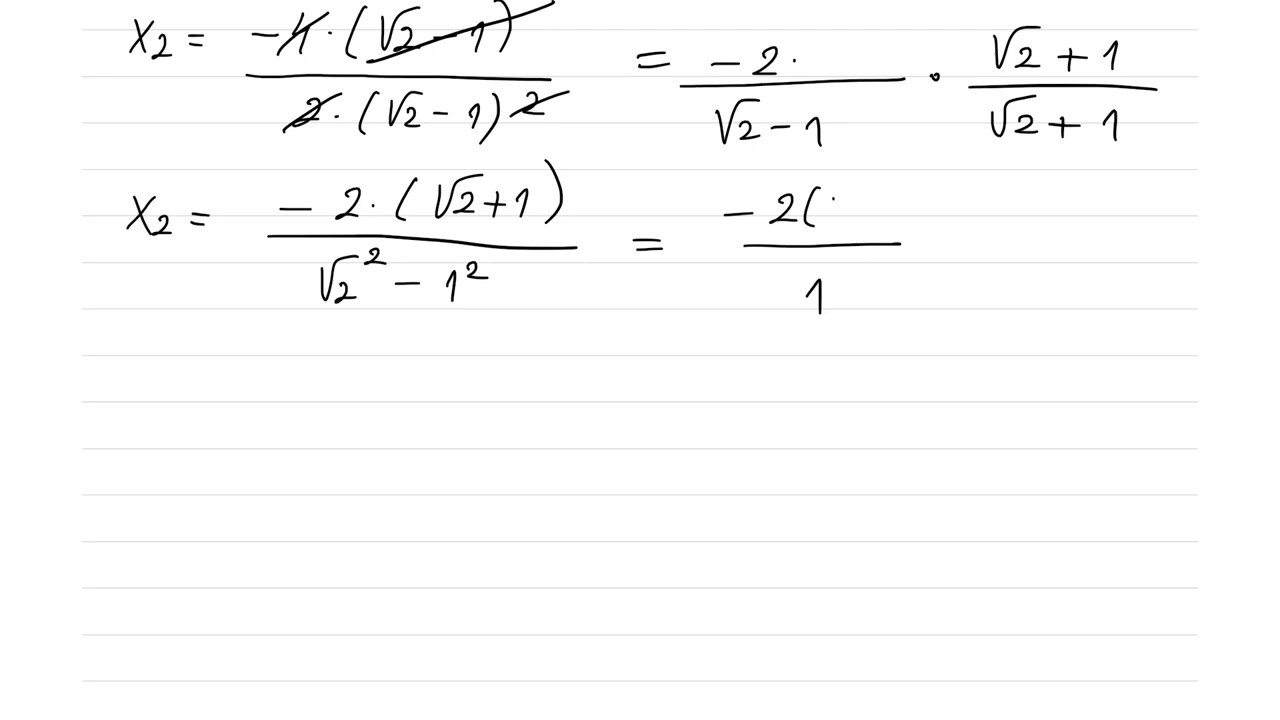 x₂ = (-4·(√2 - 1)) / (2·(√2 - 1)²) = (-2·) / (√2 - 1) · (√2 + 1) / (√2 + 1)
x₂ = (-2·(√2 + 1)) / (√2² - 1²) = (-2(·) / 1